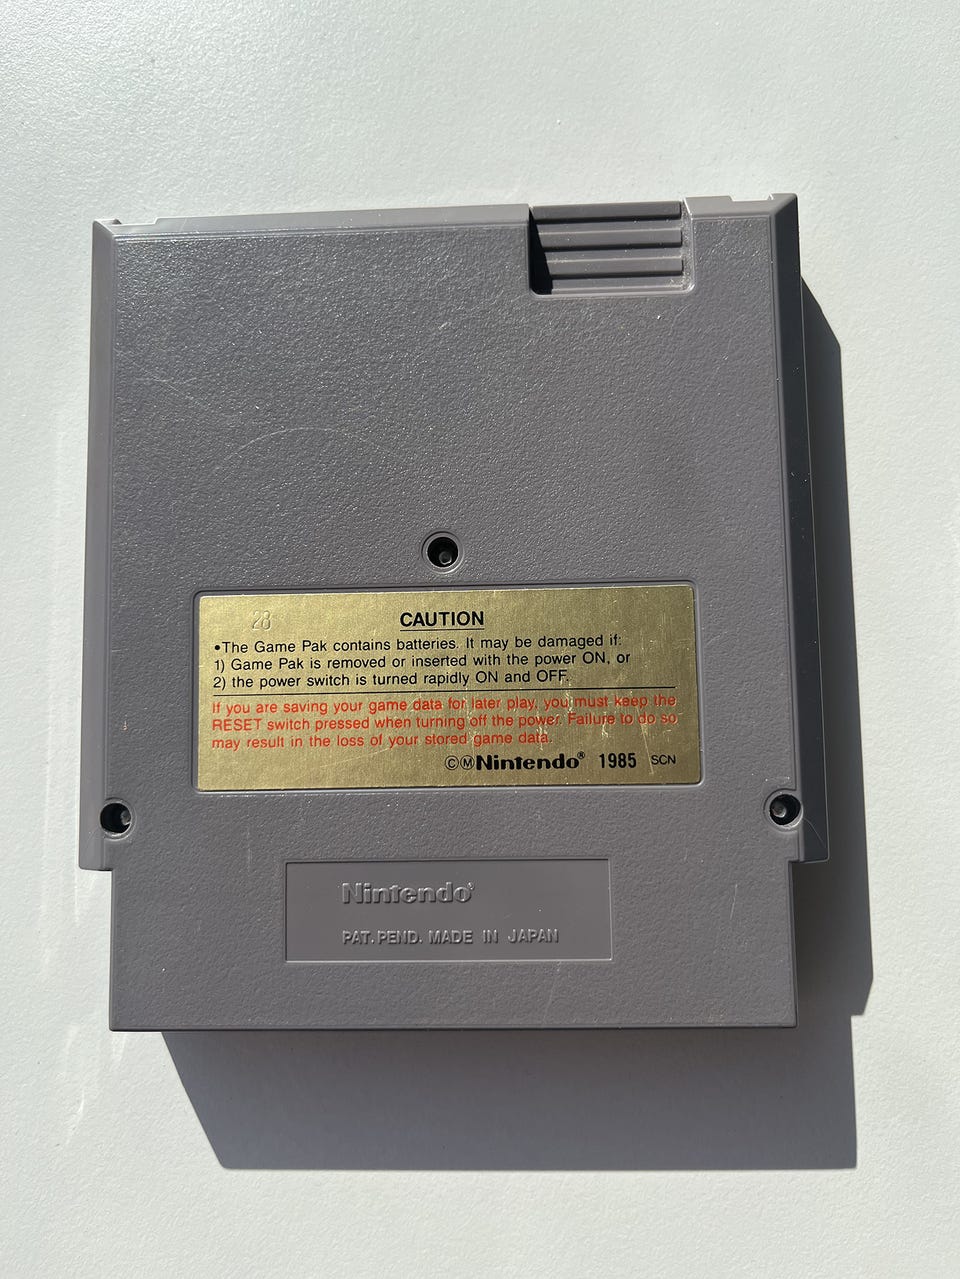 28
CAUTION
•The Game Pak contains batteries. It may be damaged if:
1) Game Pak is removed or inserted with the power ON, or
2) the power switch is turned rapidly ON and OFF.
If you are saving your game data for later play, you must keep the
RESET switch pressed when turning off the power. Failure to do so
may result in the loss of your stored game data.
©ⓂNintendo® 1985 SCN
Nintendo®
PAT. PEND. MADE IN JAPAN